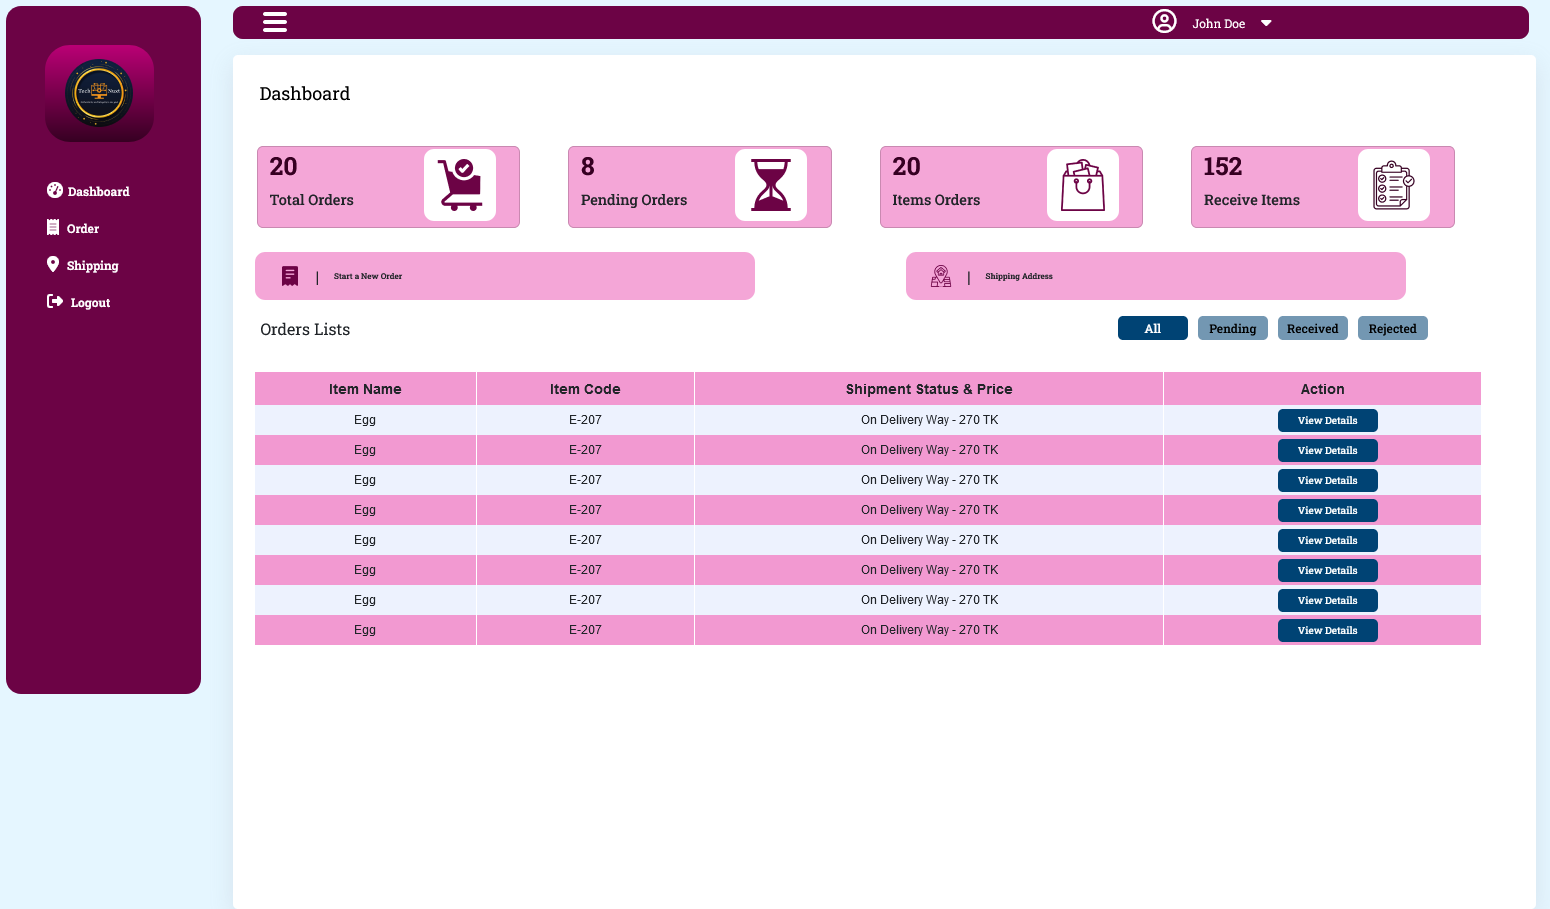 John Doe
Tech Nuxt
Dashboard
Order
Shipping
Logout
Dashboard
20
Total Orders
8
Pending Orders
20
Items Orders
152
Receive Items
| Start a New Order
| Shipping Address
Orders Lists
All Pending Received Rejected
Item Name Item Code Shipment Status & Price Action
Egg E-207 On Delivery Way - 270 TK View Details
Egg E-207 On Delivery Way - 270 TK View Details
Egg E-207 On Delivery Way - 270 TK View Details
Egg E-207 On Delivery Way - 270 TK View Details
Egg E-207 On Delivery Way - 270 TK View Details
Egg E-207 On Delivery Way - 270 TK View Details
Egg E-207 On Delivery Way - 270 TK View Details
Egg E-207 On Delivery Way - 270 TK View Details